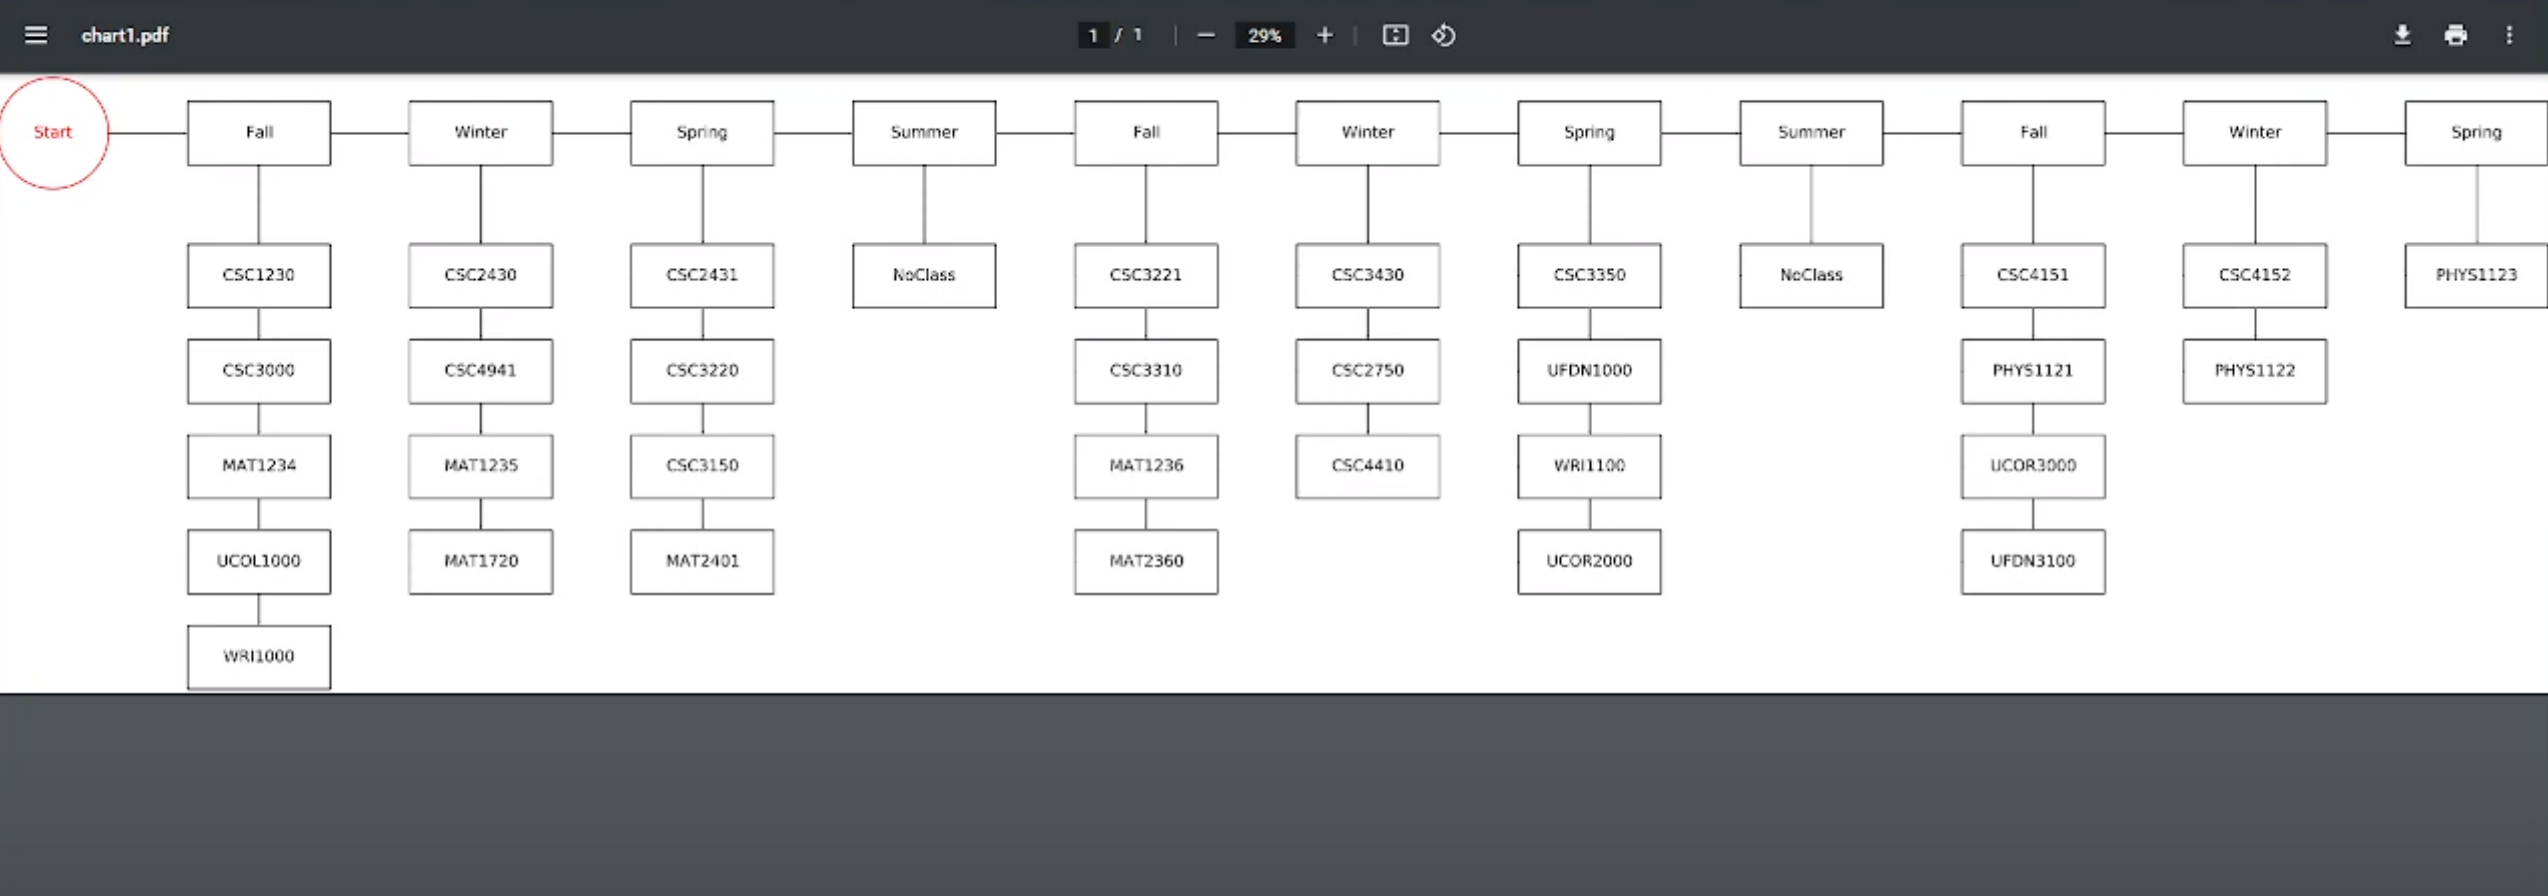 chart1.pdf 1 / 1 29%
Start Fall Winter Spring Summer Fall Winter Spring Summer Fall Winter Spring
CSC1230 CSC2430 CSC2431 NoClass CSC3221 CSC3430 CSC3350 NoClass CSC4151 CSC4152 PHYS1123
CSC3000 CSC4941 CSC3220 CSC3310 CSC2750 UFDN1000 PHYS1121 PHYS1122
MAT1234 MAT1235 CSC3150 MAT1236 CSC4410 WRI1100 UCOR3000
UCOL1000 MAT1720 MAT2401 MAT2360 UCOR2000 UFDN3100
WRI1000